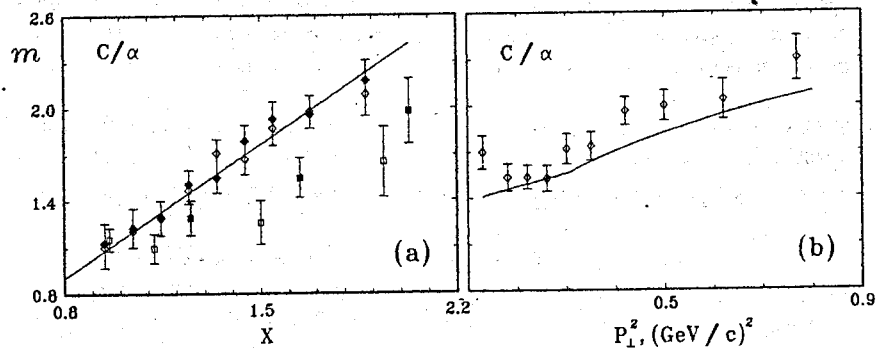 2.6
m
C/α
C/α
2.0
1.4
(a)
(b)
0.8
0.8
1.5
2.2
0.5
0.9
X
P⊥², (GeV/c)²